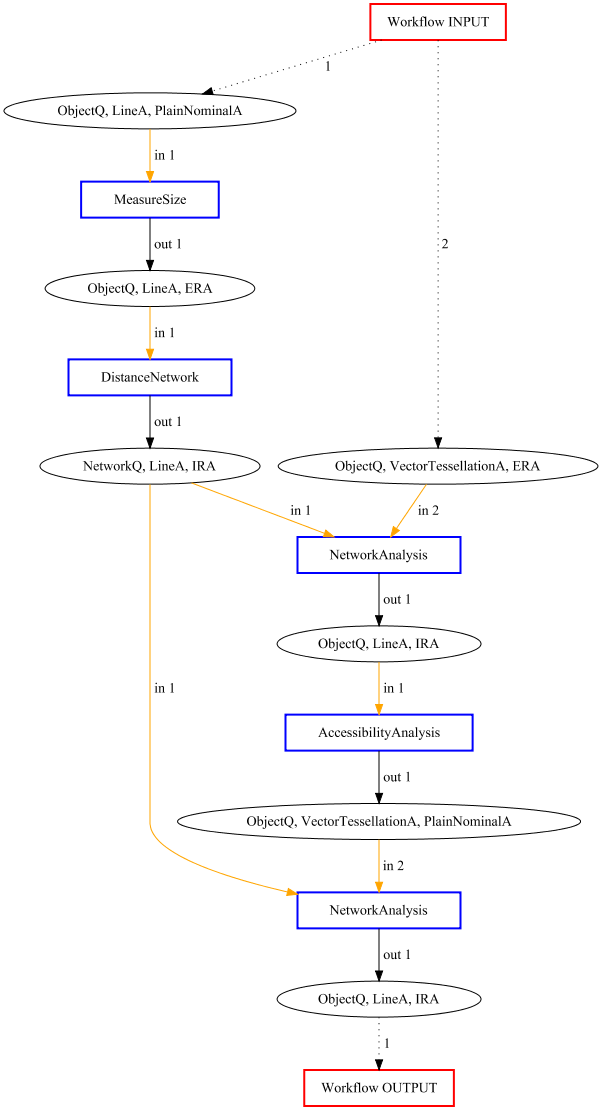 Workflow INPUT
1
ObjectQ, LineA, PlainNominalA
in 1
MeasureSize
2
out 1
ObjectQ, LineA, ERA
in 1
DistanceNetwork
out 1
NetworkQ, LineA, IRA
ObjectQ, VectorTessellationA, ERA
in 1
in 2
NetworkAnalysis
out 1
ObjectQ, LineA, IRA
in 1
in 1
AccessibilityAnalysis
out 1
ObjectQ, VectorTessellationA, PlainNominalA
in 2
NetworkAnalysis
out 1
ObjectQ, LineA, IRA
1
Workflow OUTPUT